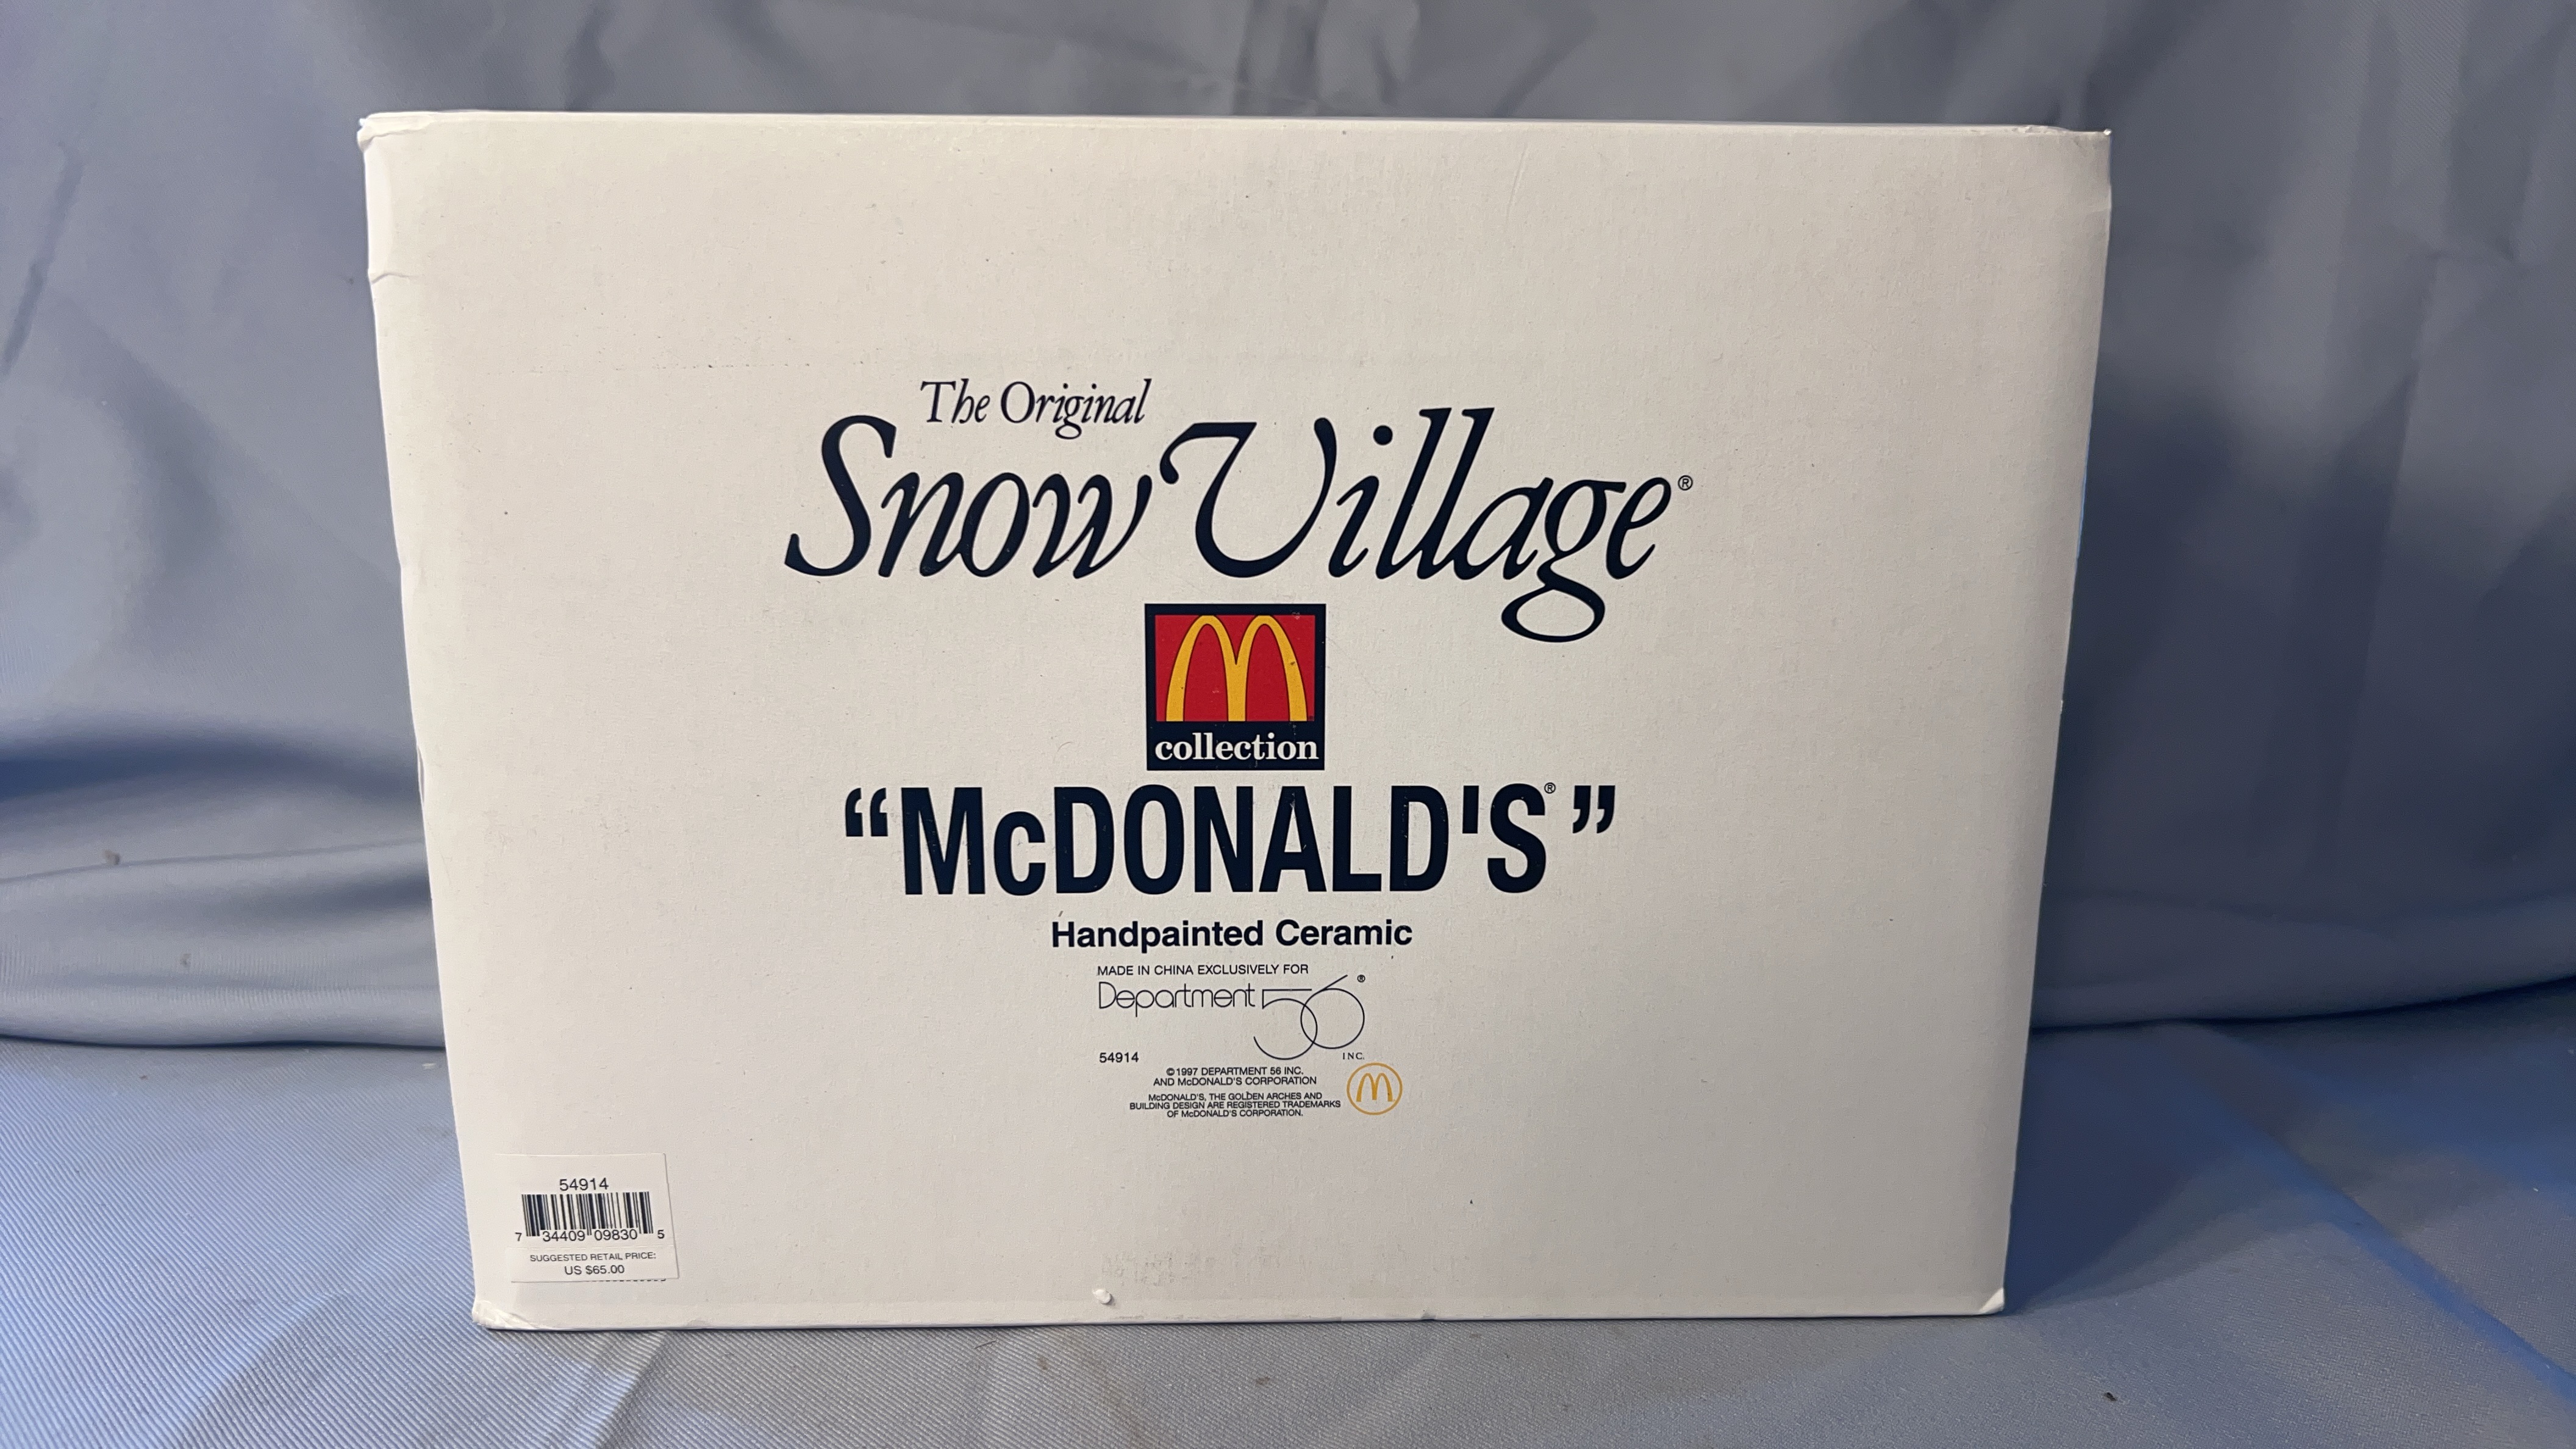 The Original
Snow Village®
collection
“McDONALD'S®”
Handpainted Ceramic
MADE IN CHINA EXCLUSIVELY FOR
Department 56®
INC.
54914
©1997 DEPARTMENT 56 INC.
AND McDONALD'S CORPORATION
McDONALD'S, THE GOLDEN ARCHES AND
BUILDING DESIGN ARE REGISTERED TRADEMARKS
OF McDONALD'S CORPORATION.
54914
7 34409 09830 5
SUGGESTED RETAIL PRICE:
US $65.00